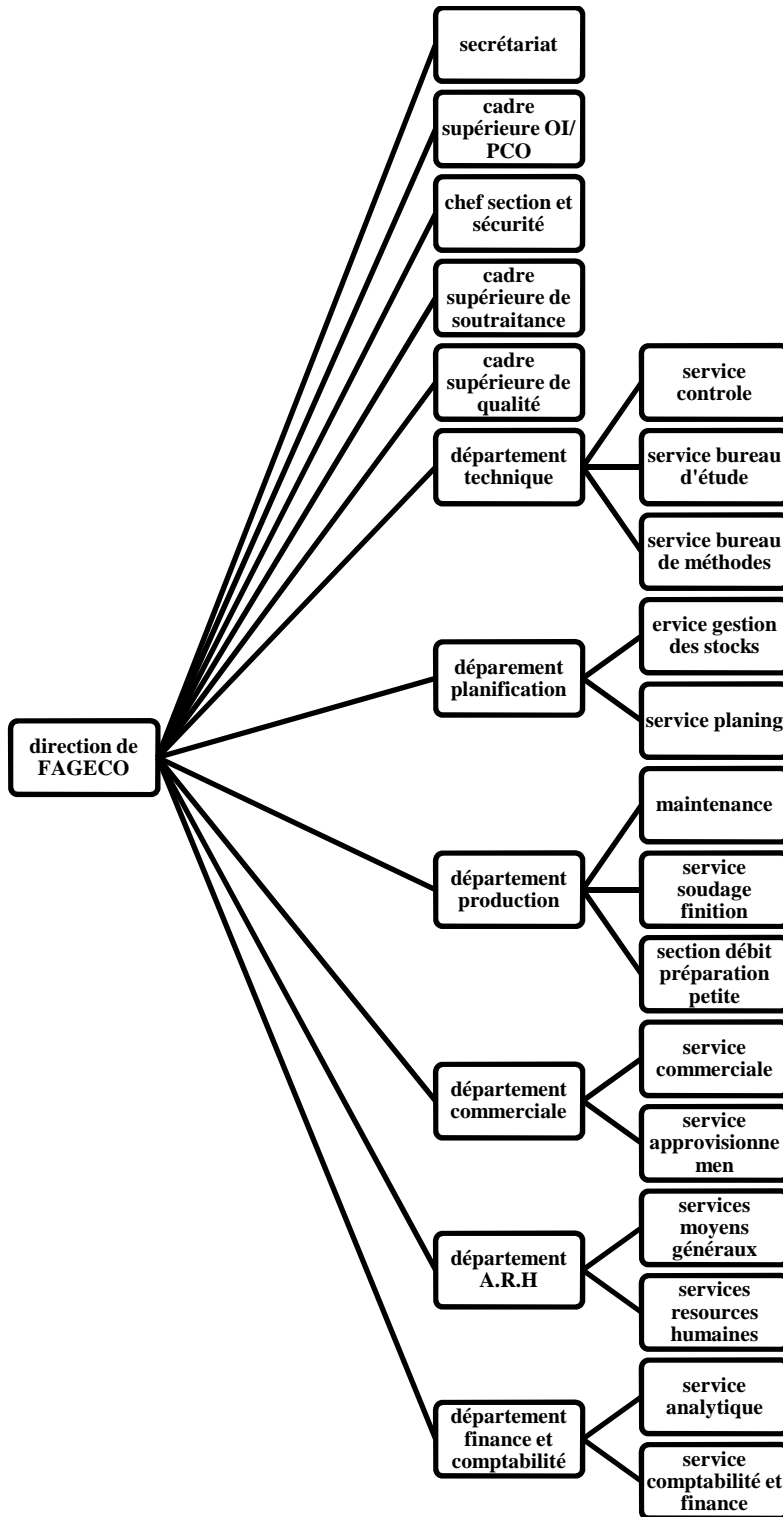 secrétariat
cadre
supérieure OI/
PCO
chef section et
sécurité
cadre
supérieure de
soutraitance
cadre
supérieure de
qualité
département
technique
service
controle
service bureau
d'étude
service bureau
de méthodes
déparement
planification
ervice gestion
des stocks
service planing
direction de
FAGECO
département
production
maintenance
service
soudage
finition
section débit
préparation
petite
département
commerciale
service
commerciale
service
approvisionne
men
département
A.R.H
services
moyens
généraux
services
resources
humaines
département
finance et
comptabilité
service
analytique
service
comptabilité et
finance